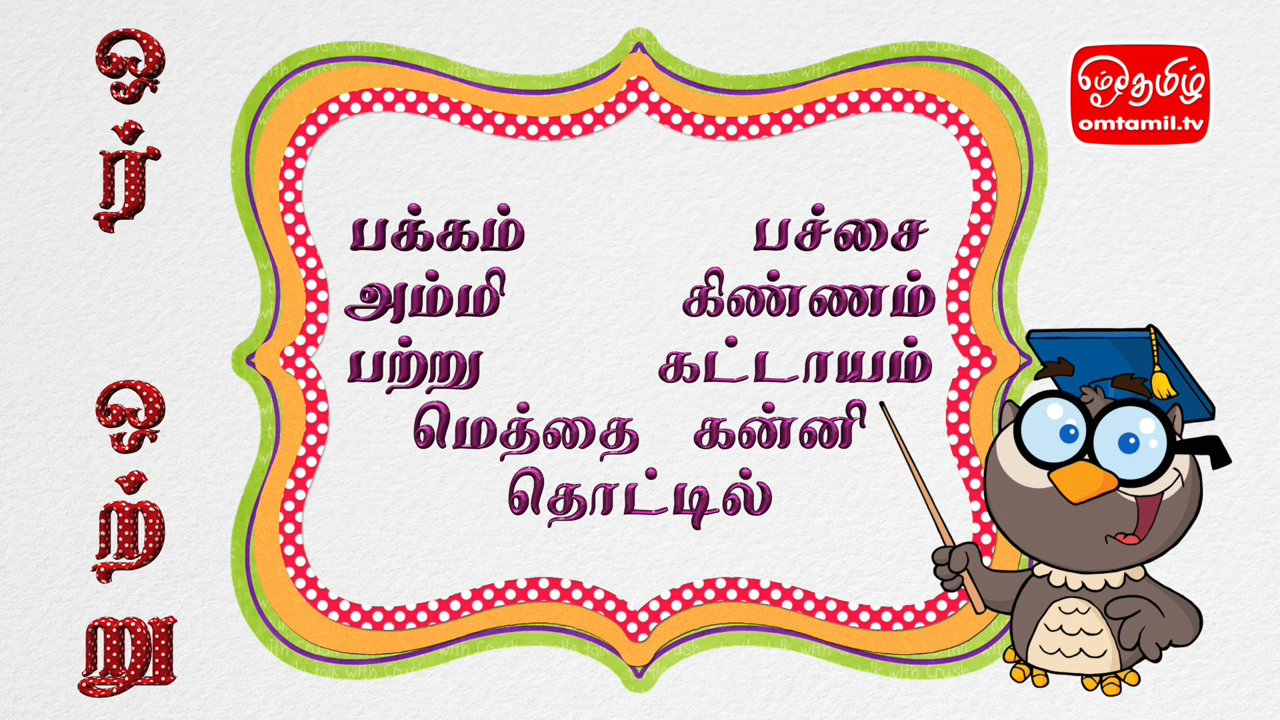 ஓர்
ஒற்று
பக்கம் பச்சை
அம்மி கிண்ணம்
பற்று கட்டாயம்
மெத்தை கன்னி
தொட்டில்
ஓம்தமிழ்
omtamil.tv